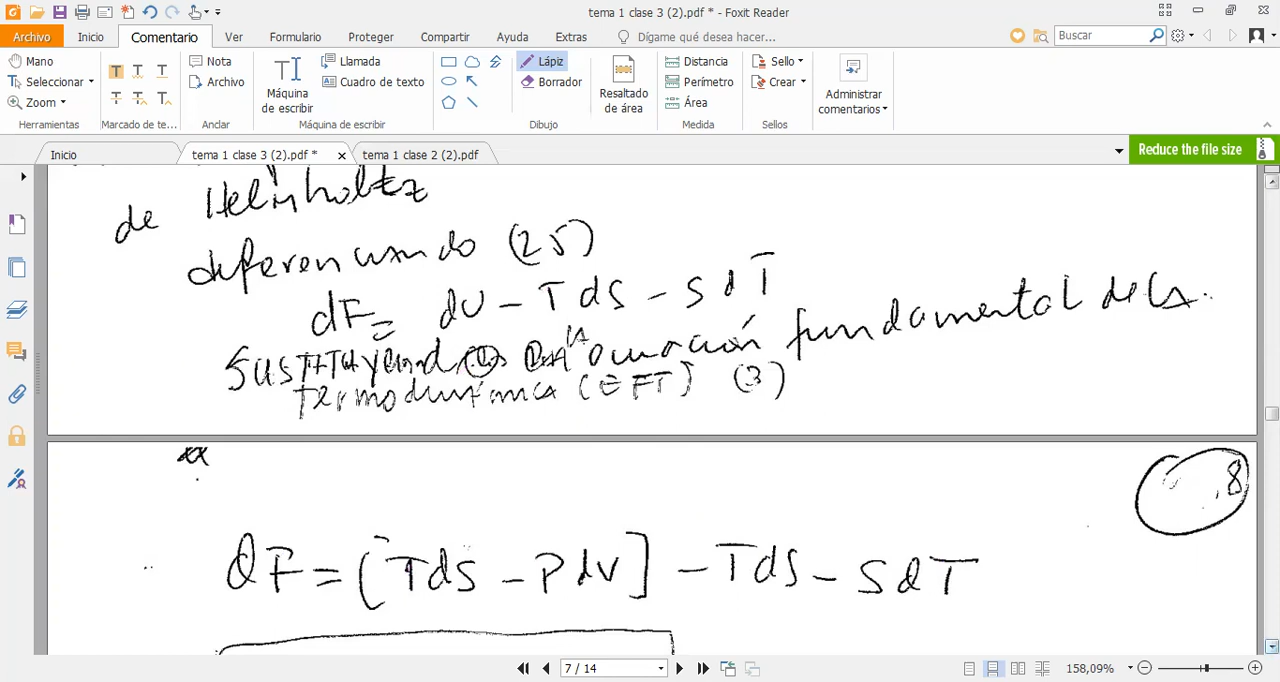 tema 1 clase 3 (2).pdf * - Foxit Reader
Archivo Inicio Comentario Ver Formulario Proteger Compartir Ayuda Extras Dígame qué desea hacer... Buscar
Mano
Seleccionar
Zoom
Herramientas
T T T
T T T
Marcado de te...
Nota
Archivo
Anclar
Máquina de escribir
Llamada
Cuadro de texto
Máquina de escribir
Lápiz
Borrador
Dibujo
Resaltado de área
Distancia
Perímetro
Área
Medida
Sello
Crear
Sellos
Administrar comentarios
Comentarios
Inicio tema 1 clase 3 (2).pdf * tema 1 clase 2 (2).pdf Reduce the file size
de Helmholtz
diferenciando (25)
dF = dU - TdS - SdT
Sustituyendo la ecuación fundamental de la
termodinámica (EFT) (3)
8
dF = [TdS - PdV] - TdS - SdT
7 / 14 158,09%